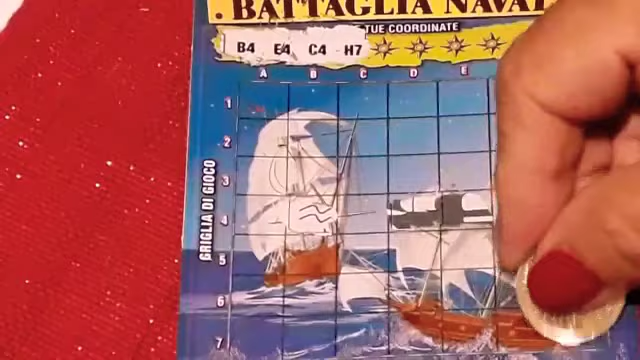 . BATTAGLIA NAVAL
TUE COORDINATE
B4 E4 C4 - H7
A B C D E
1
2
3
4
5
6
7
GRIGLIA DI GIOCO